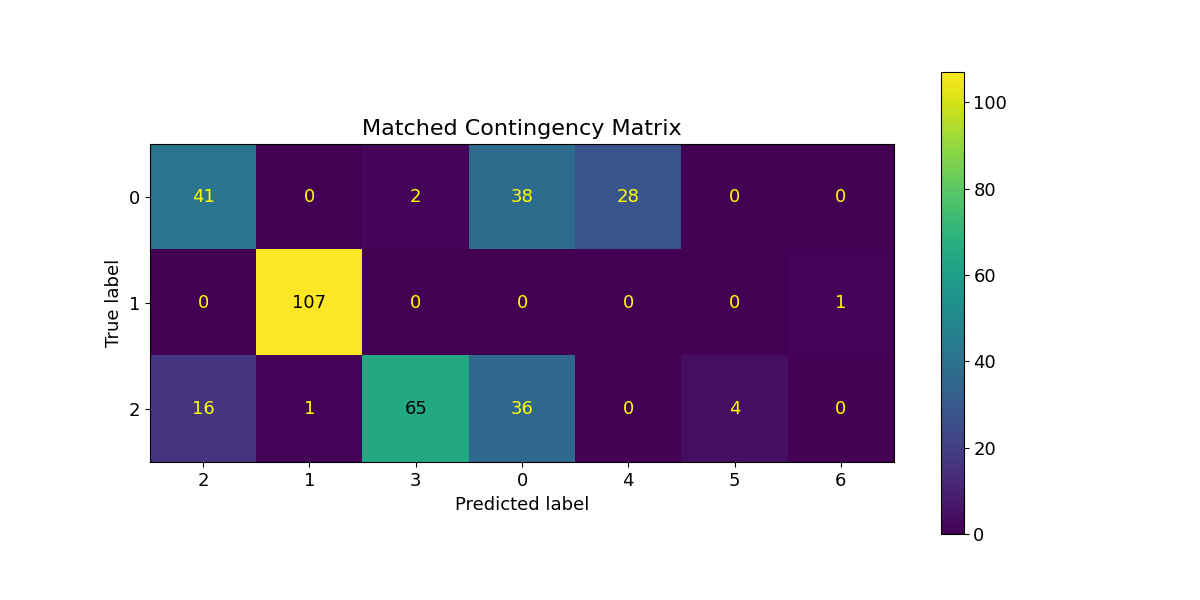 Matched Contingency Matrix
100
80
60
40
20
0
True label
0 41 0 2 38 28 0 0
1 0 107 0 0 0 0 1
2 16 1 65 36 0 4 0
2 1 3 0 4 5 6
Predicted label